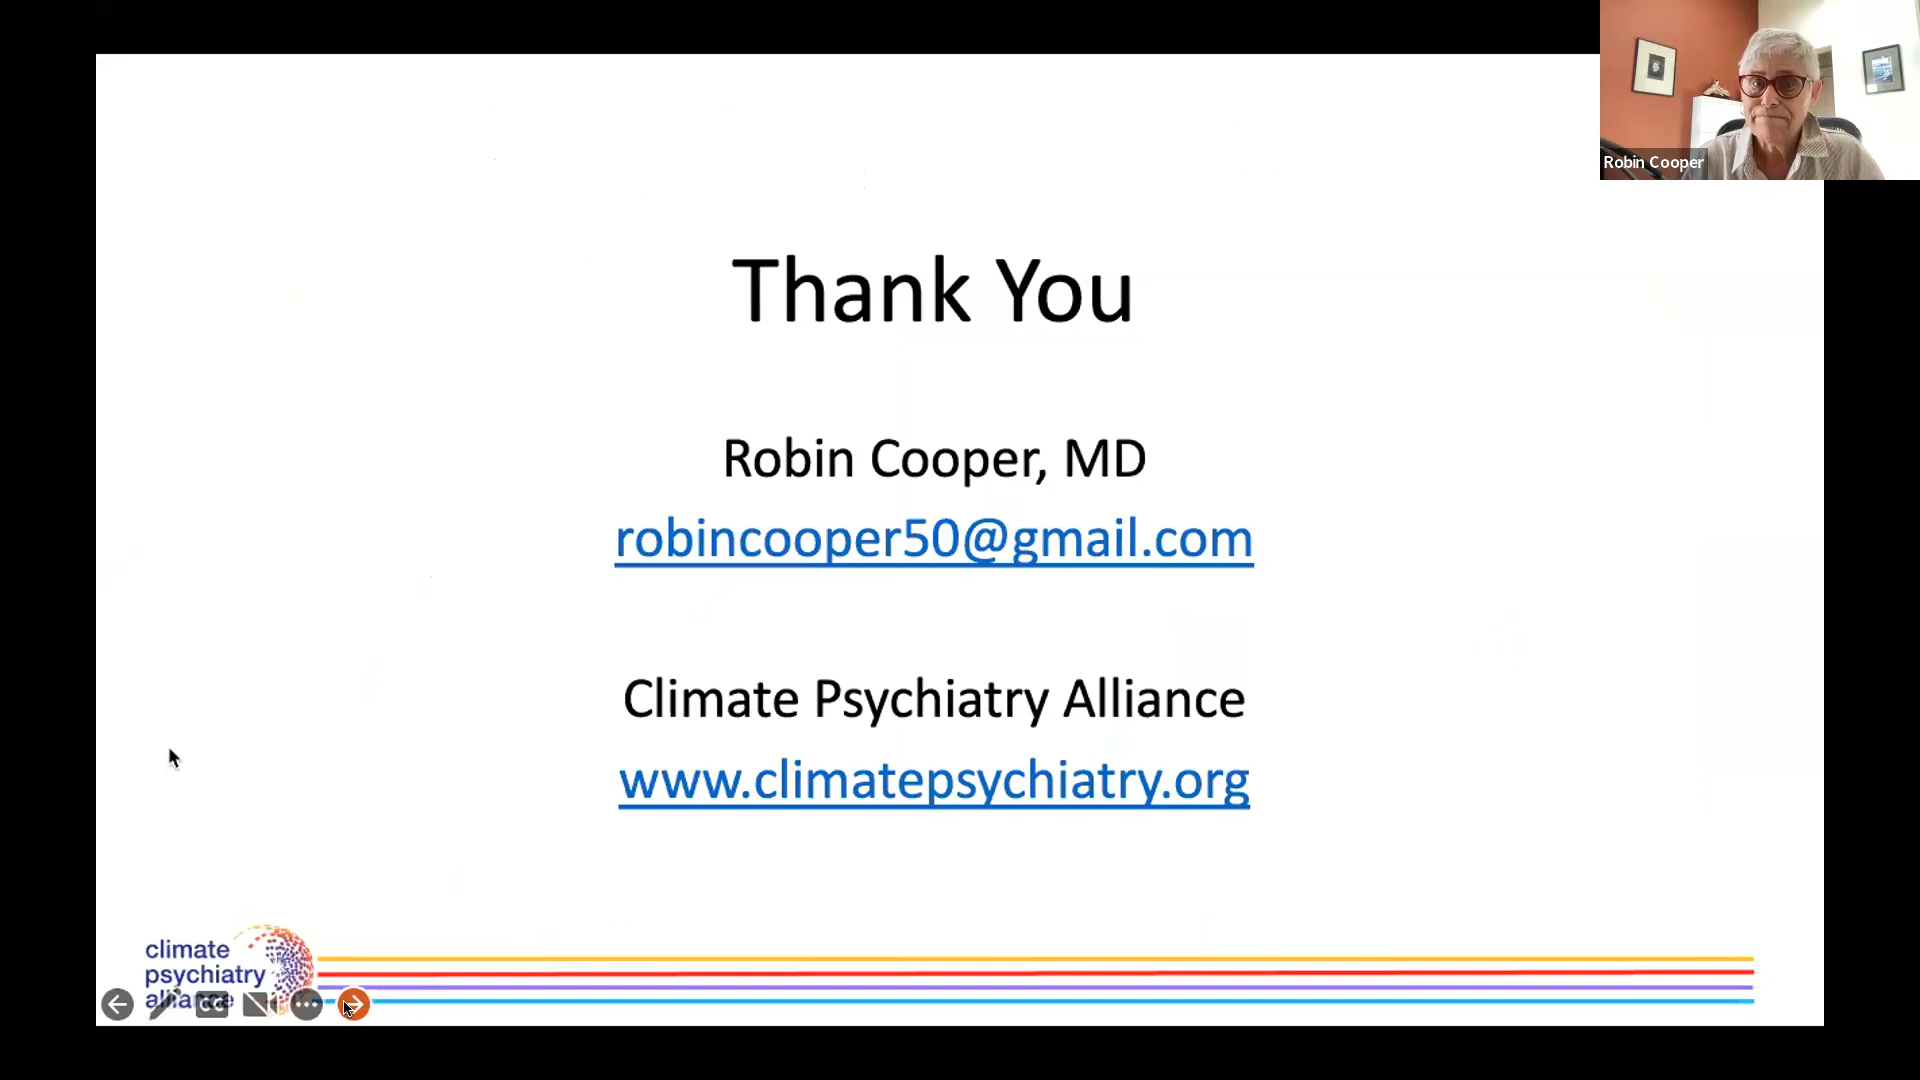 Robin Cooper
Thank You
Robin Cooper, MD
robincooper50@gmail.com
Climate Psychiatry Alliance
www.climatepsychiatry.org
climate
psychiatry
alliance
CC